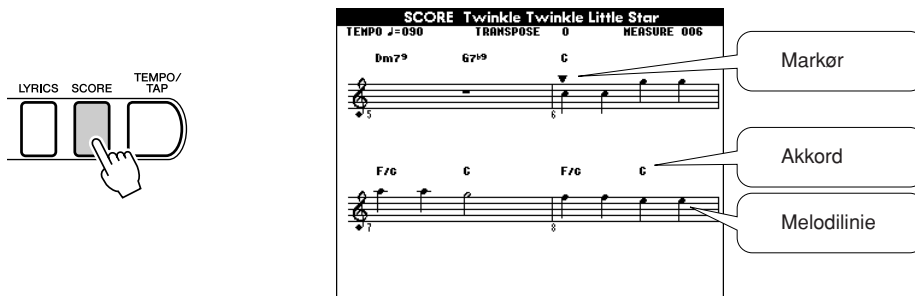 LYRICS SCORE TEMPO/
TAP
SCORE Twinkle Twinkle Little Star
TEMPO ♩=090 TRANSPOSE 0 MEASURE 006
Dm7⁹ G7♭⁹ C
5 6
F/G C F/G C
7 8
Markør
Akkord
Melodilinie